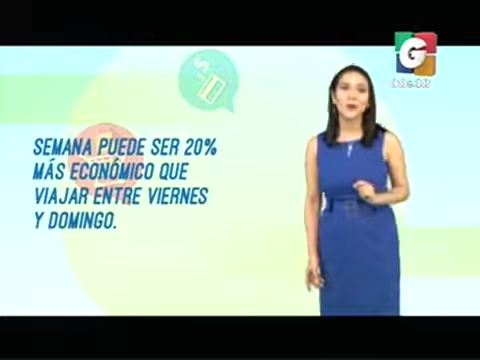 G
SEMANA PUEDE SER 20%
MÁS ECONÓMICO QUE
VIAJAR ENTRE VIERNES
Y DOMINGO.